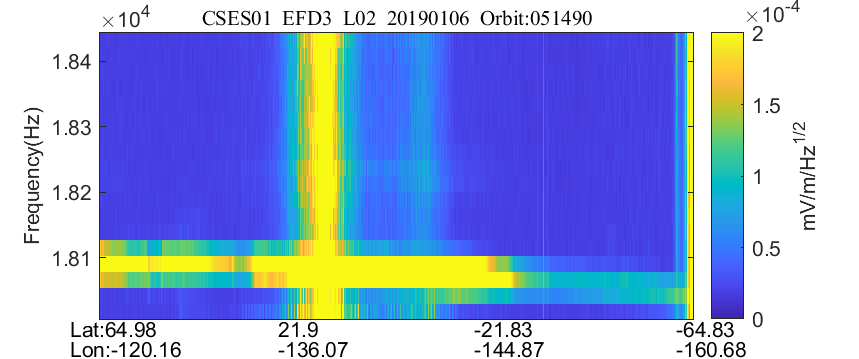 ×10⁴ CSES01 EFD3 L02 20190106 Orbit:051490 ×10⁻⁴
1.84
1.83
1.82
1.81
Frequency(Hz)
2
1.5
1
0.5
0
mV/m/Hz^1/2
Lat:64.98 21.9 -21.83 -64.83
Lon:-120.16 -136.07 -144.87 -160.68